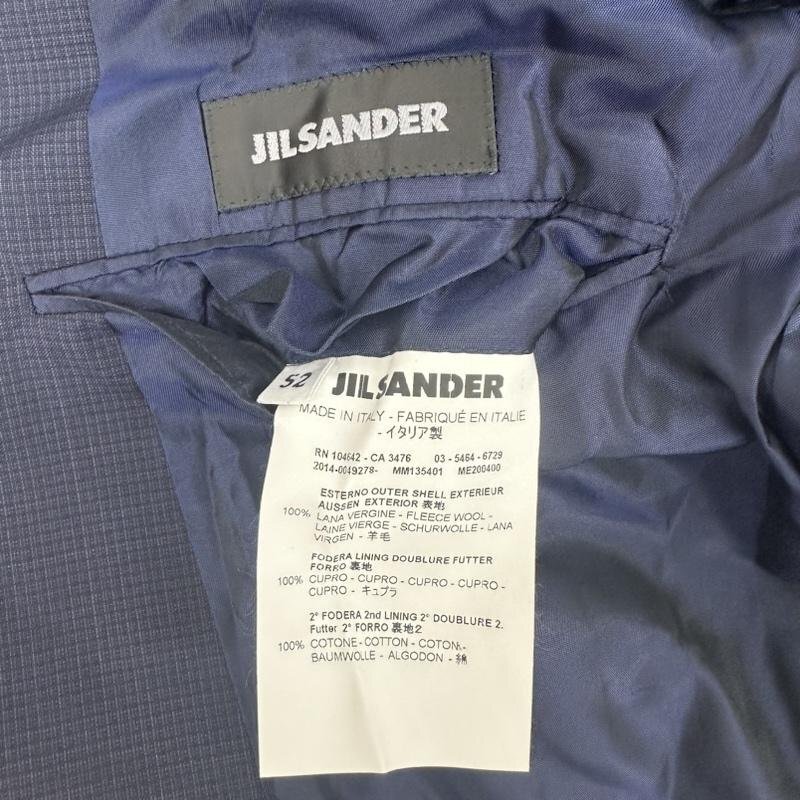 JIL SANDER
52
JIL SANDER
MADE IN ITALY - FABRIQUÉ EN ITALIE
- イタリア製
RN 104642 - CA 3476 03 - 5464 - 6729
2014-0049278- MM135401 ME200400
ESTERNO OUTER SHELL EXTERIEUR
AUSSEN EXTERIOR 表地
100% LANA VERGINE - FLEECE WOOL -
LAINE VIERGE - SCHURWOLLE - LANA
VIRGEN - 羊毛
FODERA LINING DOUBLURE FUTTER
FORRO 裏地
100% CUPRO - CUPRO - CUPRO - CUPRO -
CUPRO - キュプラ
2° FODERA 2nd LINING 2° DOUBLURE 2.
Futter 2° FORRO 裏地2
100% COTONE - COTTON - COTON -
BAUMWOLLE - ALGODON - 綿